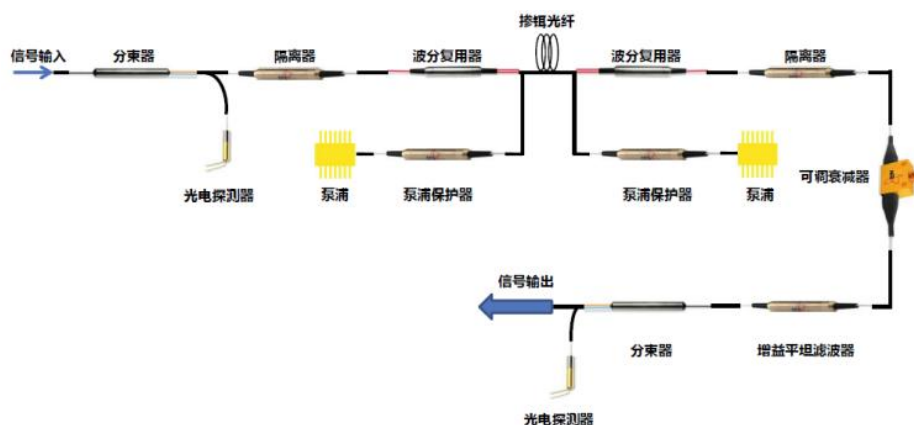 掺铒光纤
信号输入
分束器
隔离器
波分复用器
波分复用器
隔离器
光电探测器
泵浦
泵浦保护器
泵浦保护器
泵浦
可调衰减器
信号输出
分束器
增益平坦滤波器
光电探测器